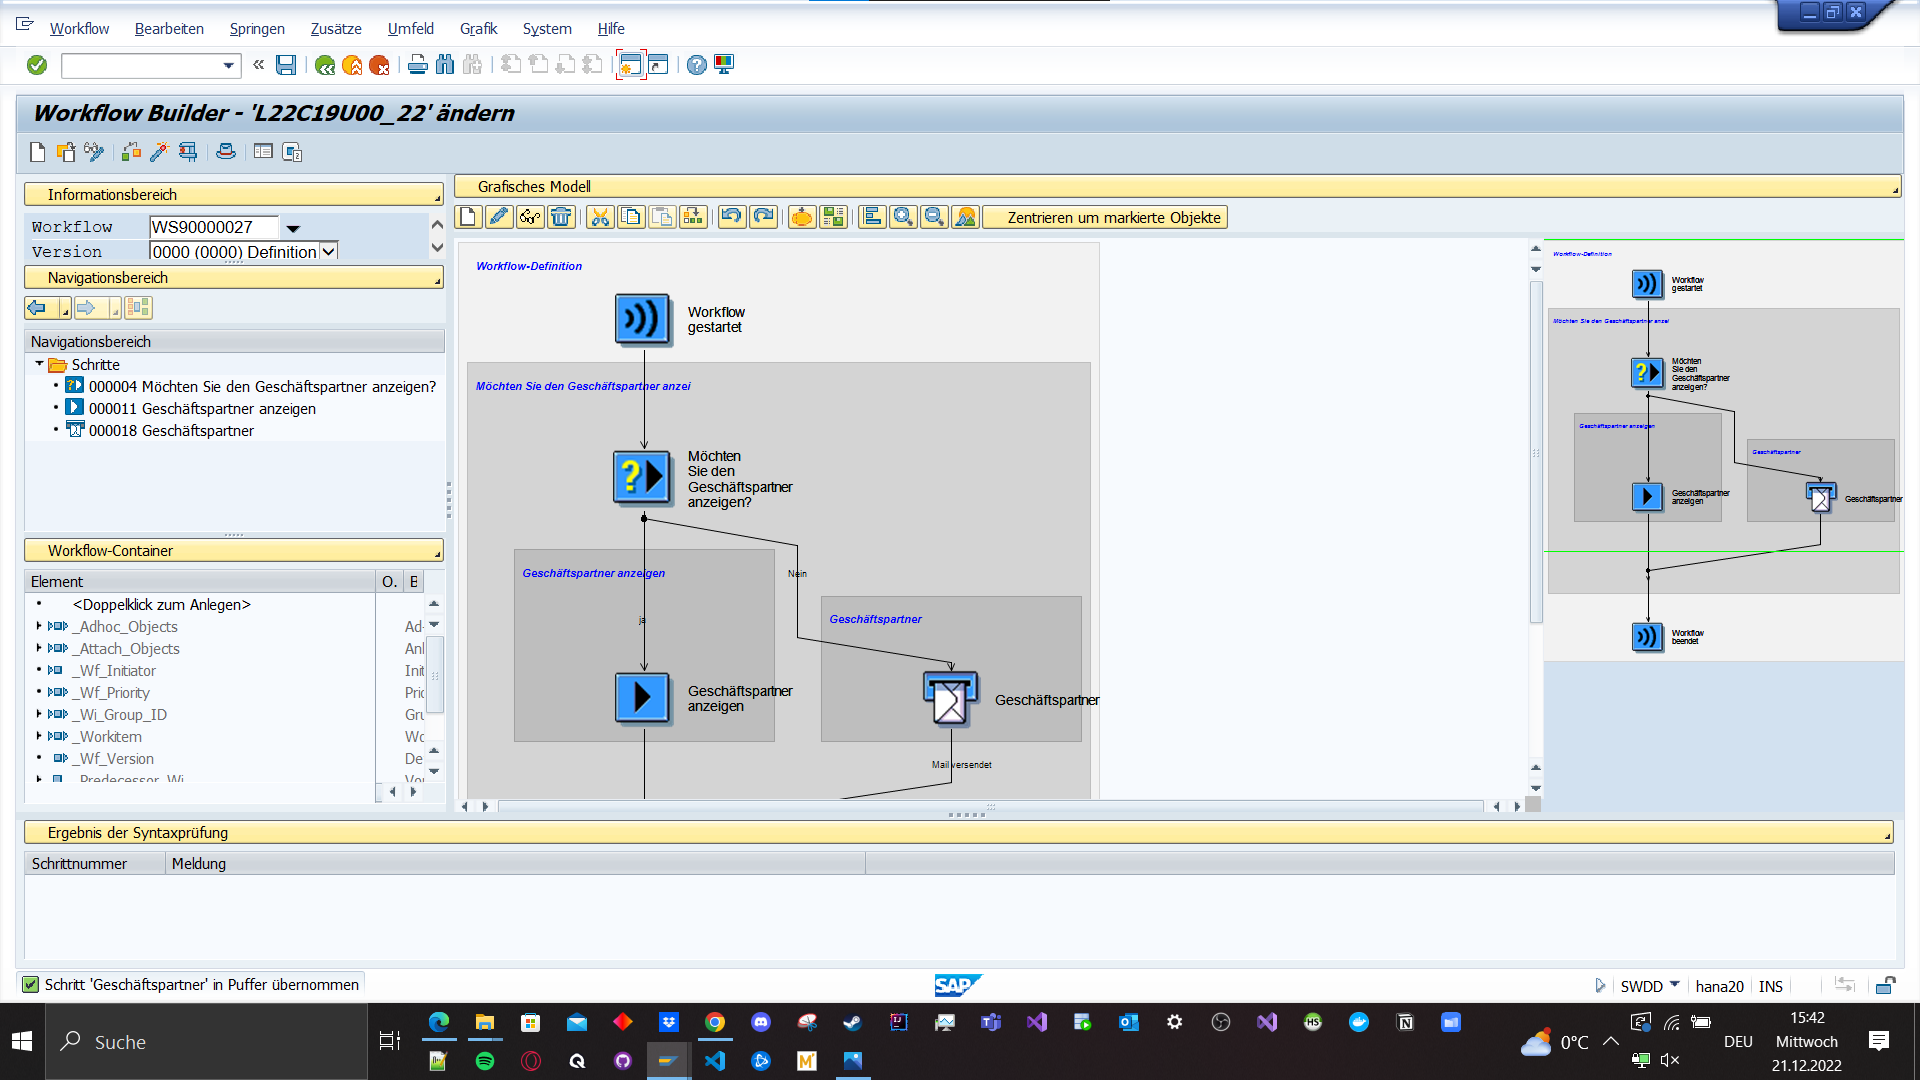 Workflow Bearbeiten Springen Zusätze Umfeld Grafik System Hilfe
Workflow Builder - 'L22C19U00_22' ändern
Informationsbereich
Workflow WS90000027
Version 0000 (0000) Definition
Navigationsbereich
Navigationsbereich
Schritte
000004 Möchten Sie den Geschäftspartner anzeigen?
000011 Geschäftspartner anzeigen
000018 Geschäftspartner
Workflow-Container
Element O. B
<Doppelklick zum Anlegen>
_Adhoc_Objects Ad-
_Attach_Objects
_Wf_Initiator
_Wf_Priority
_Wi_Group_ID
_Workitem
_Wf_Version De
_Predecessor_Wi
Grafisches Modell
Zentrieren um markierte Objekte
Workflow-Definition
Workflow
gestartet
Möchten Sie den Geschäftspartner anzei
Möchten
Sie den
Geschäftspartner
anzeigen?
Geschäftspartner anzeigen
Nein
ja
Geschäftspartner
Geschäftspartner
anzeigen
Geschäftspartner
Mail versendet
Workflow-Definition
Workflow
gestartet
Möchten Sie den Geschäftspartner anzei
Möchten
Sie den
Geschäftspartner
anzeigen?
Geschäftspartner anzeigen
Geschäftspartner
Geschäftspartner
anzeigen
Geschäftspartner
Workflow
beendet
Ergebnis der Syntaxprüfung
Schrittnummer Meldung
Schritt 'Geschäftspartner' in Puffer übernommen
SAP
SWDD hana20 INS
Suche
0°C
DEU
15:42
Mittwoch
21.12.2022